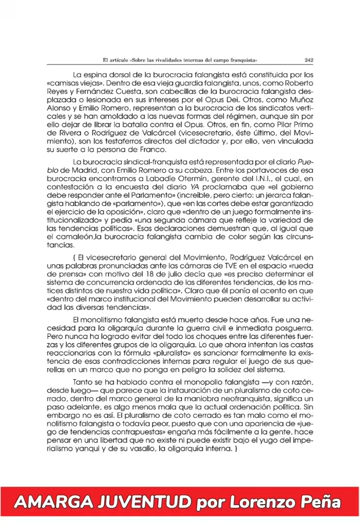 El artículo «Sobre las rivalidades internas del campo franquista» 242
La espina dorsal de la burocracia falangista está constituida por los
«camisas viejas». Dentro de esa vieja guardia falangista, unos, como Roberto
Reyes y Fernández Cuesta, son cabecillas de la burocracia falangista des-
plazada o lesionada en sus intereses por el Opus Dei. Otros, como Muñoz
Alonso y Emilio Romero, representan a la burocracia de los sindicatos verti-
cales y se han amoldado a las nuevas formas del régimen, aunque sin por
ello dejar de librar la batalla contra el Opus. Otros, en fin, como Pilar Primo
de Rivera o Rodríguez de Valcárcel (vicesecretario, éste último, del Movi-
miento), son los testaferros directos del dictador y, por ello, ven vinculada
su suerte a la persona de Franco.
La burocracia sindical-franquista está representada por el diario Pue-
blo de Madrid, con Emilio Romero a su cabeza. Entre los portavoces de esa
burocracia encontramos a Labadíe Otermin, gerente del I.N.I., el cual, en
contestación a la encuesta del diario YA proclamaba que «el gobierno
debe responder ante el Parlamento» (increíble, pero cierto: un jerarca falan-
gista hablando de «parlamento»), que «en las cortes debe estar garantizado
el ejercicio de la oposición», claro que «dentro de un juego formalmente ins-
titucionalizado» y pedía «una segunda cámara que refleje la variedad de
las tendencias políticas». Esas declaraciones demuestran que, al igual que
el camaleón,la burocracia falangista cambia de color según las circuns-
tancias.
{ El vicesecretario general del Movimiento, Rodríguez Valcárcel en
unas palabras pronunciadas ante las cámaras de TVE en el espacio «rueda
de prensa» con motivo del 18 de julio decía que «es preciso determinar el
sistema de concurrencia ordenada de los diferentes tendencias, de los ma-
tices distintos de nuestra vida política». Claro que él ponía el acento en que
«dentro del marco institucional del Movimiento pueden desarrollar su activi-
dad las diversas tendencias».
El monolitismo falangista está muerto desde hace años. Fue una ne-
cesidad para la oligarquía durante la guerra civil e inmediata posguerra.
Pero nunca ha logrado evitar del todo los choques entre las diferentes fuer-
zas y los diferentes grupos de la oligarquía. Lo que ahora intentan las castas
reaccionarias con la fórmula «pluralista» es sancionar formalmente la exis-
tencia de esas contradicciones internas para regular el juego de sus que-
rellas en un marco que no ponga en peligro la solidez del sistema.
Tanto se ha hablado contra el monopolio falangista —y con razón,
desde luego— que parece que la instauración de un pluralismo de coto ce-
rrado, dentro del marco general de la maniobra neofranquista, significa un
paso adelante, es algo menos malo que la actual ordenación política. Sin
embargo no es así. El pluralismo de coto cerrado es tan malo como el mo-
nolitismo falangista o todavía peor, puesto que con una apariencia de «jue-
go de tendencias contrapuestas» engaña más fácilmente a la gente, hace
pensar en una libertad que no existe ni puede existir bajo el yugo del impe-
rialismo yanqui y de su vasallo, la oligarquía interna. }
AMARGA JUVENTUD por Lorenzo Peña